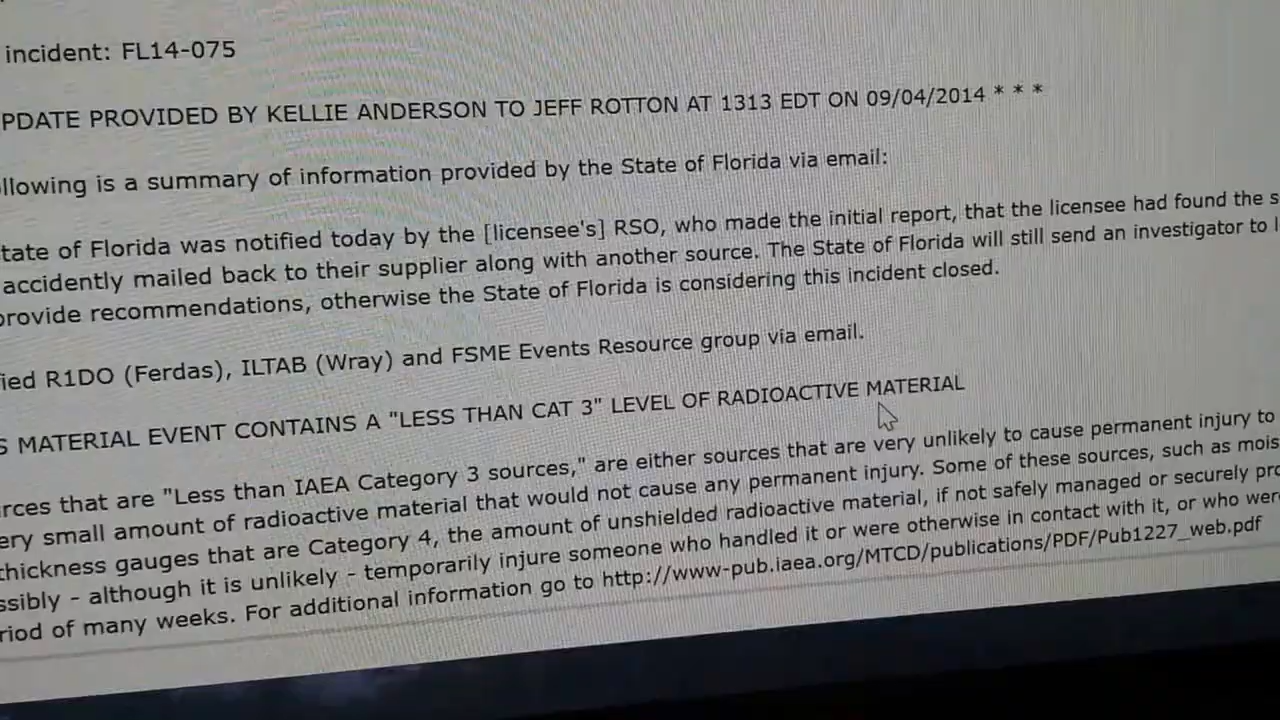 incident: FL14-075
PDATE PROVIDED BY KELLIE ANDERSON TO JEFF ROTTON AT 1313 EDT ON 09/04/2014 * * *
llowing is a summary of information provided by the State of Florida via email:
tate of Florida was notified today by the [licensee's] RSO, who made the initial report, that the licensee had found the s
accidently mailed back to their supplier along with another source. The State of Florida will still send an investigator to
provide recommendations, otherwise the State of Florida is considering this incident closed.
fied R1DO (Ferdas), ILTAB (Wray) and FSME Events Resource group via email.
S MATERIAL EVENT CONTAINS A "LESS THAN CAT 3" LEVEL OF RADIOACTIVE MATERIAL
rces that are "Less than IAEA Category 3 sources," are either sources that are very unlikely to cause permanent injury to
ery small amount of radioactive material that would not cause any permanent injury. Some of these sources, such as mois
thickness gauges that are Category 4, the amount of unshielded radioactive material, if not safely managed or securely pro
ssibly - although it is unlikely - temporarily injure someone who handled it or were otherwise in contact with it, or who were
riod of many weeks. For additional information go to http://www-pub.iaea.org/MTCD/publications/PDF/Pub1227_web.pdf